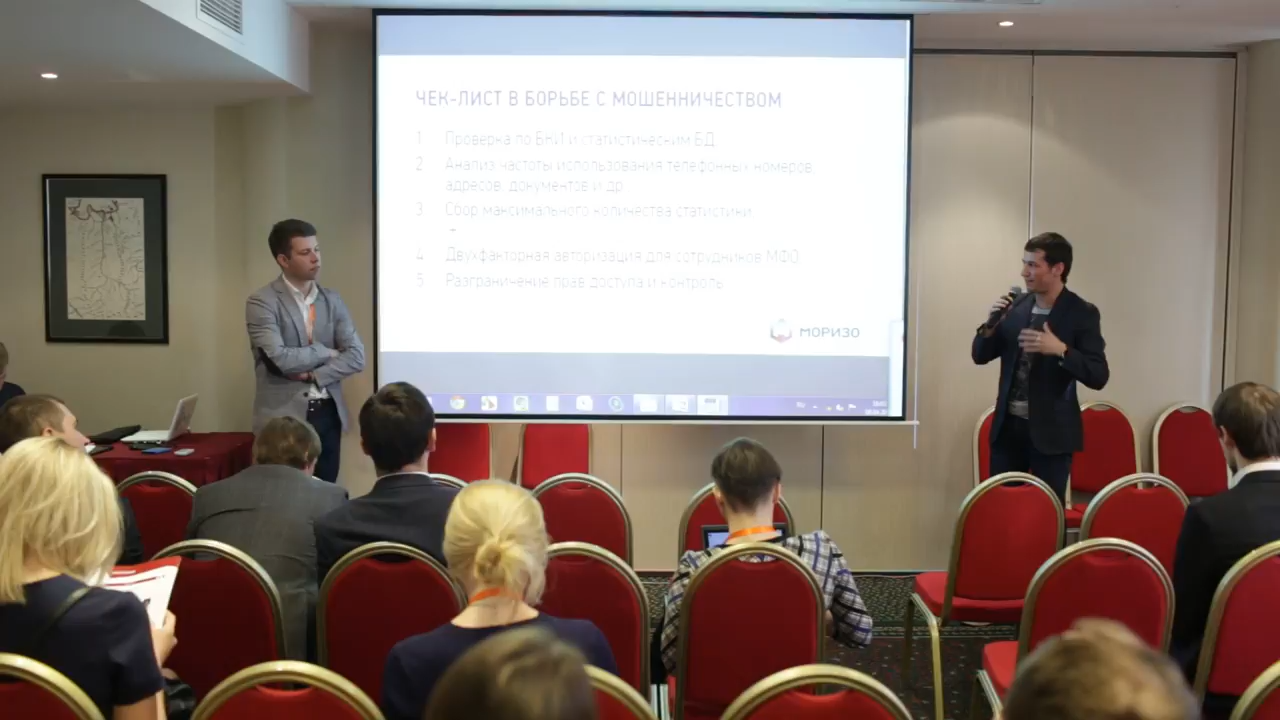 ЧЕК-ЛИСТ В БОРЬБЕ С МОШЕННИЧЕСТВОМ
1 Проверка по БКИ и статистическим БД
2 Анализ частоты использования телефонных номеров,
адресов, документов и др
3 Сбор максимального количества статистики
–
4 Двухфакторная авторизация для сотрудников МФО
5 Разграничение прав доступа и контроль
МОРИЗО